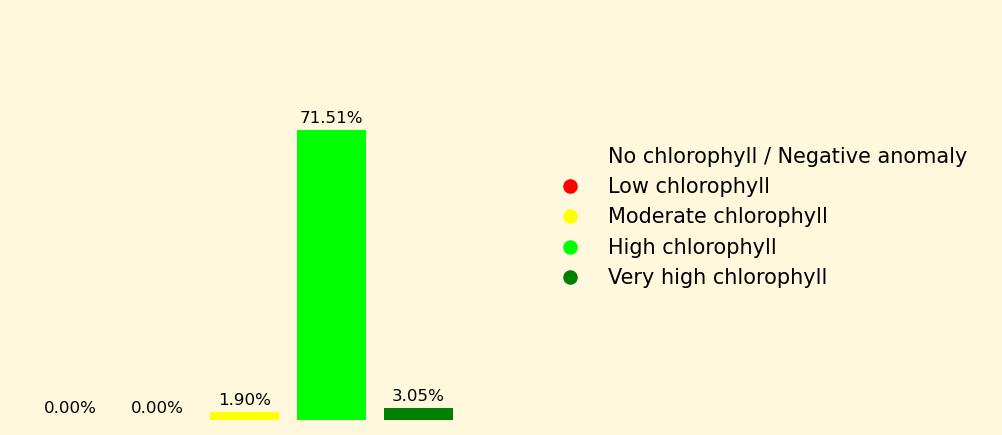 71.51%
0.00%
0.00%
1.90%
3.05%
No chlorophyll / Negative anomaly
Low chlorophyll
Moderate chlorophyll
High chlorophyll
Very high chlorophyll